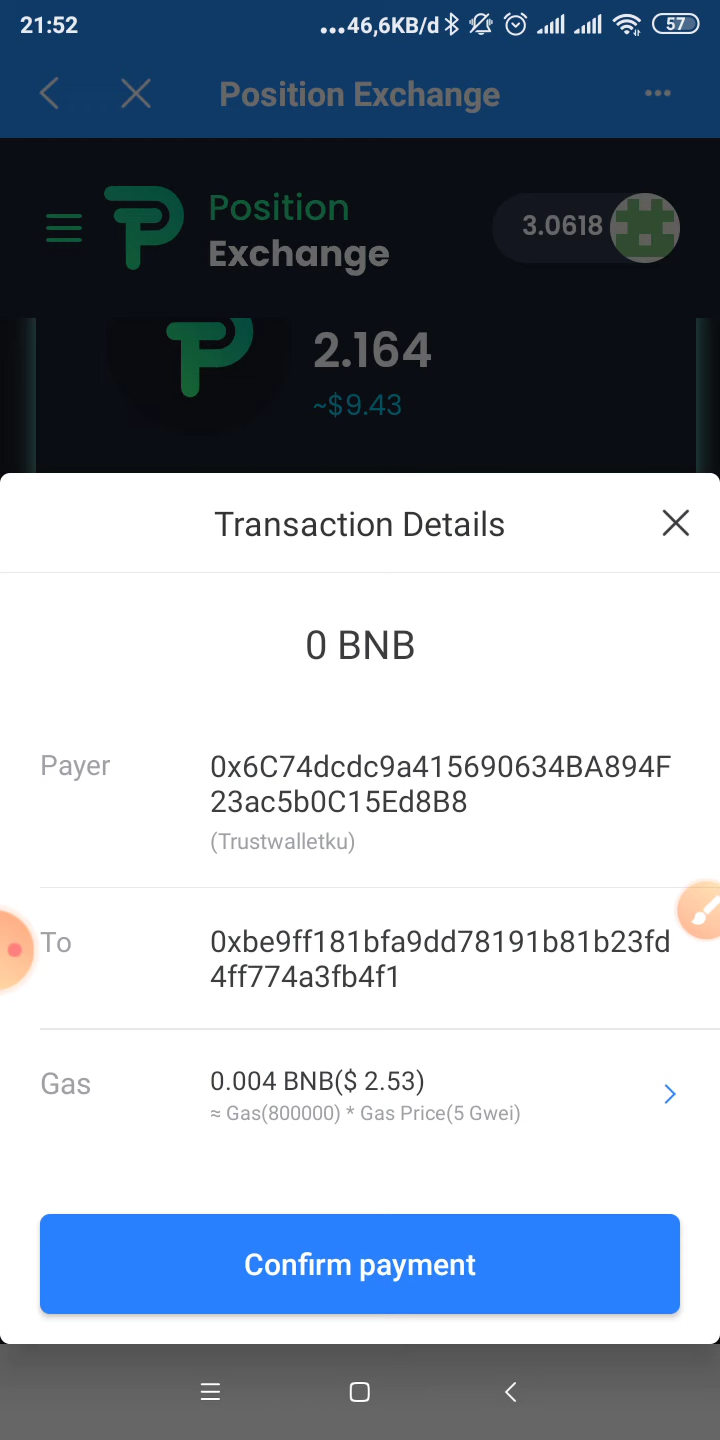 21:52 ...46,6KB/d 57
Position Exchange
Position
Exchange
3.0618
2.164
~$9.43
Transaction Details
0 BNB
Payer
0x6C74dcdc9a415690634BA894F
23ac5b0C15Ed8B8
(Trustwalletku)
To
0xbe9ff181bfa9dd78191b81b23fd
4ff774a3fb4f1
Gas
0.004 BNB($ 2.53)
≈ Gas(800000) * Gas Price(5 Gwei)
Confirm payment